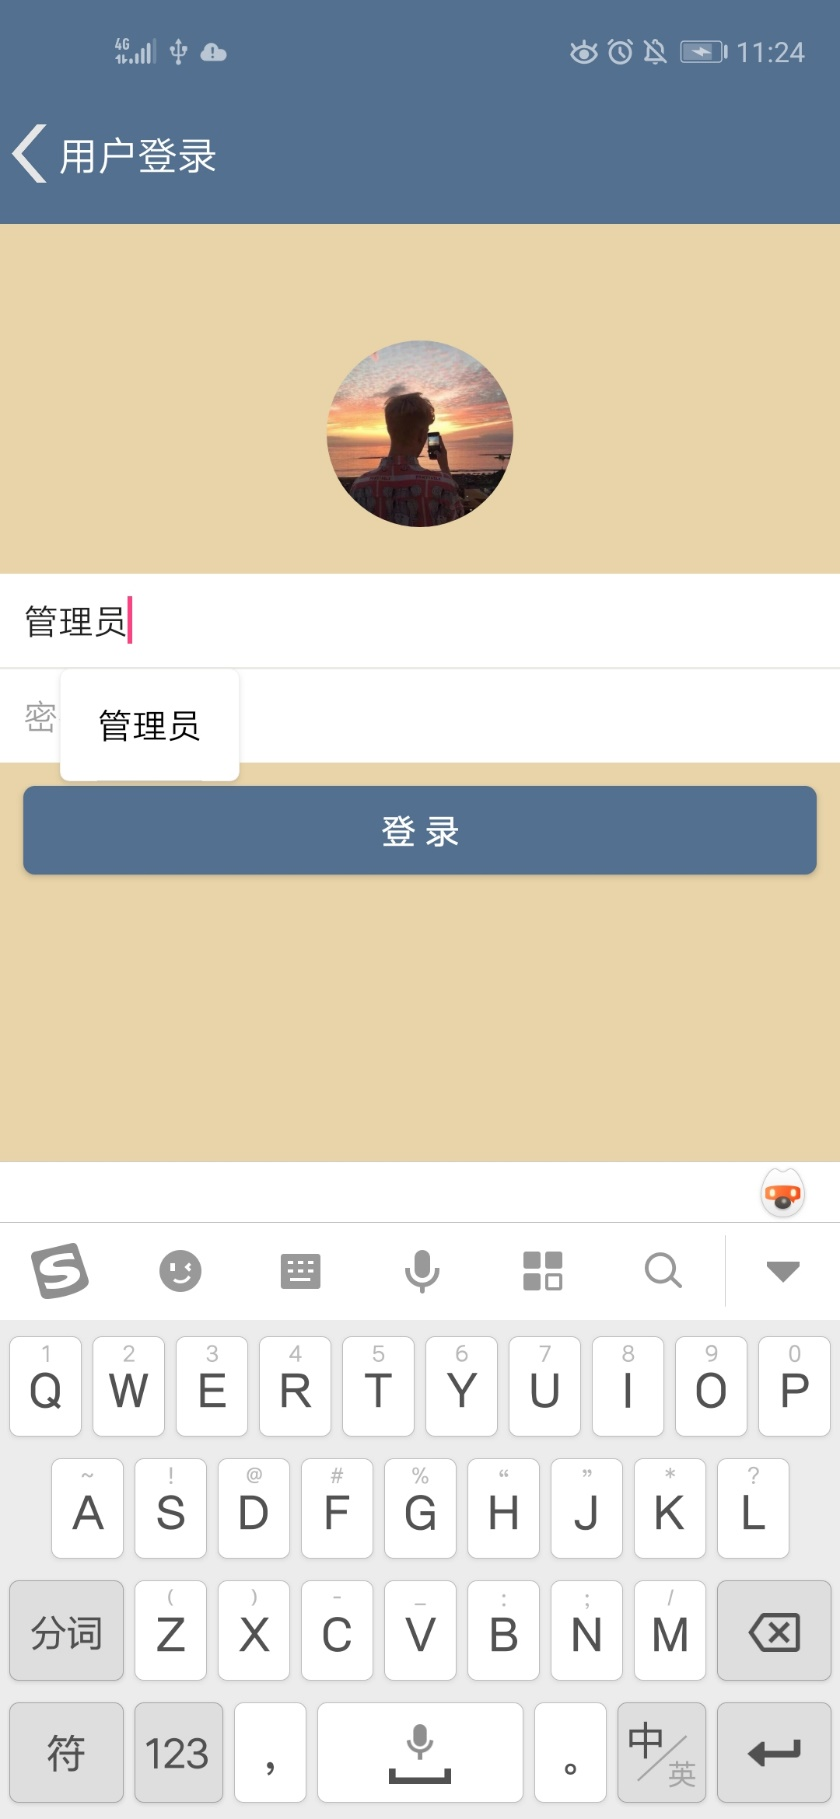 4G 11:24
用户登录
管理员
密
管理员
登 录
1 2 3 4 5 6 7 8 9 0
Q W E R T Y U I O P
~ ! @ # % “ ” * ?
A S D F G H J K L
( ) - _ : ; /
分词 Z X C V B N M
符 123 , 。 中/英